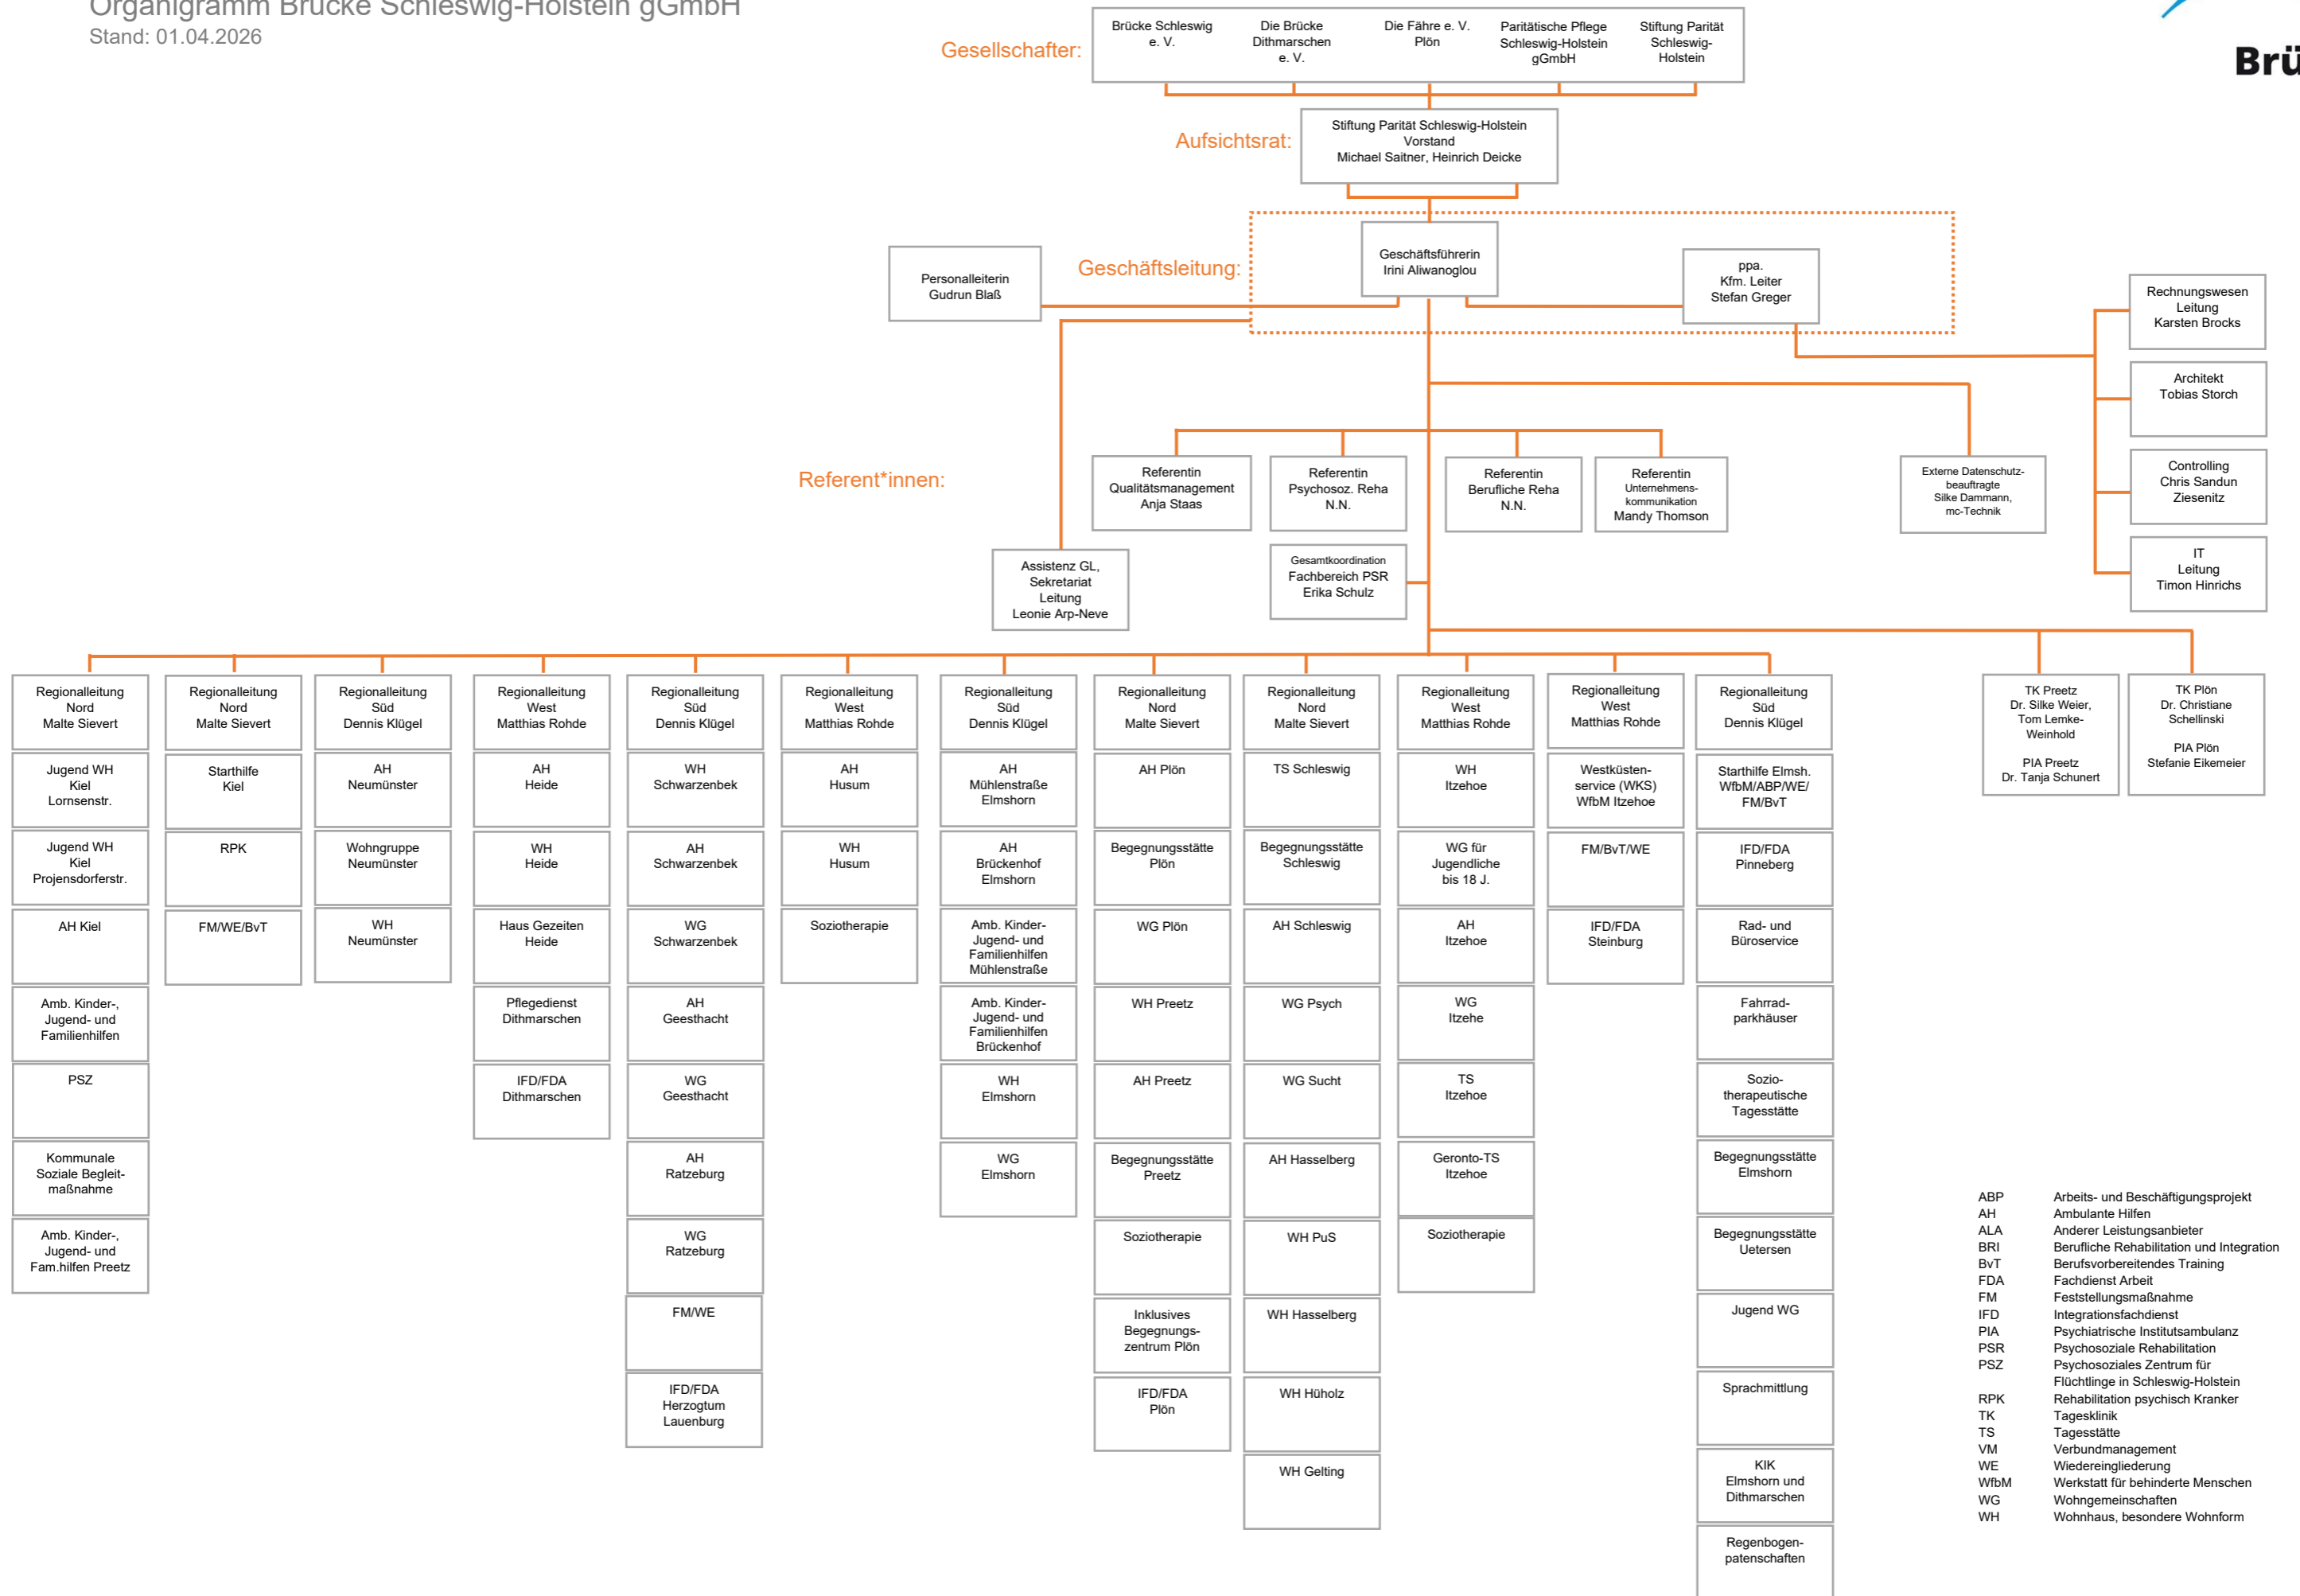 Organigramm Brücke Schleswig-Holstein gGmbH
Stand: 01.04.2026
Brü
Gesellschafter:
Brücke Schleswig
e. V.
Die Brücke
Dithmarschen
e. V.
Die Fähre e. V.
Plön
Paritätische Pflege
Schleswig-Holstein
gGmbH
Stiftung Parität
Schleswig-
Holstein
Aufsichtsrat:
Stiftung Parität Schleswig-Holstein
Vorstand
Michael Saitner, Heinrich Deicke
Geschäftsleitung:
Personalleiterin
Gudrun Blaß
Geschäftsführerin
Irini Aliwanoglou
ppa.
Kfm. Leiter
Stefan Greger
Rechnungswesen
Leitung
Karsten Brocks
Architekt
Tobias Storch
Controlling
Chris Sandun
Ziesenitz
IT
Leitung
Timon Hinrichs
Referent*innen:
Referentin
Qualitätsmanagement
Anja Staas
Referentin
Psychosoz. Reha
N.N.
Referentin
Berufliche Reha
N.N.
Referentin
Unternehmens-
kommunikation
Mandy Thomson
Externe Datenschutz-
beauftragte
Silke Dammann,
mc-Technik
Assistenz GL,
Sekretariat
Leitung
Leonie Arp-Neve
Gesamtkoordination
Fachbereich PSR
Erika Schulz
Regionalleitung
Nord
Malte Sievert
Jugend WH
Kiel
Lornsenstr.
Jugend WH
Kiel
Projensdorferstr.
AH Kiel
Amb. Kinder-,
Jugend- und
Familienhilfen
PSZ
Kommunale
Soziale Begleit-
maßnahme
Amb. Kinder-,
Jugend- und
Fam.hilfen Preetz
Regionalleitung
Nord
Malte Sievert
Starthilfe
Kiel
RPK
FM/WE/BvT
Regionalleitung
Süd
Dennis Klügel
AH
Neumünster
Wohngruppe
Neumünster
WH
Neumünster
Regionalleitung
West
Matthias Rohde
AH
Heide
WH
Heide
Haus Gezeiten
Heide
Pflegedienst
Dithmarschen
IFD/FDA
Dithmarschen
Regionalleitung
Süd
Dennis Klügel
WH
Schwarzenbek
AH
Schwarzenbek
WG
Schwarzenbek
AH
Geesthacht
WG
Geesthacht
AH
Ratzeburg
WG
Ratzeburg
FM/WE
IFD/FDA
Herzogtum
Lauenburg
Regionalleitung
West
Matthias Rohde
AH
Husum
WH
Husum
Soziotherapie
Regionalleitung
Süd
Dennis Klügel
AH
Mühlenstraße
Elmshorn
AH
Brückenhof
Elmshorn
Amb. Kinder-
Jugend- und
Familienhilfen
Mühlenstraße
Amb. Kinder-
Jugend- und
Familienhilfen
Brückenhof
WH
Elmshorn
WG
Elmshorn
Regionalleitung
Nord
Malte Sievert
AH Plön
Begegnungsstätte
Plön
WG Plön
WH Preetz
AH Preetz
Begegnungsstätte
Preetz
Soziotherapie
Inklusives
Begegnungs-
zentrum Plön
IFD/FDA
Plön
Regionalleitung
Nord
Malte Sievert
TS Schleswig
Begegnungsstätte
Schleswig
AH Schleswig
WG Psych
WG Sucht
AH Hasselberg
WH PuS
WH Hasselberg
WH Hüholz
WH Gelting
Regionalleitung
West
Matthias Rohde
WH
Itzehoe
WG für
Jugendliche
bis 18 J.
AH
Itzehoe
WG
Itzehe
TS
Itzehoe
Geronto-TS
Itzehoe
Soziotherapie
Regionalleitung
West
Matthias Rohde
Westküsten-
service (WKS)
WfbM Itzehoe
FM/BvT/WE
IFD/FDA
Steinburg
Regionalleitung
Süd
Dennis Klügel
Starthilfe Elmsh.
WfbM/ABP/WE/
FM/BvT
IFD/FDA
Pinneberg
Rad- und
Büroservice
Fahrrad-
parkhäuser
Sozio-
therapeutische
Tagesstätte
Begegnungsstätte
Elmshorn
Begegnungsstätte
Uetersen
Jugend WG
Sprachmittlung
KIK
Elmshorn und
Dithmarschen
Regenbogen-
patenschaften
TK Preetz
Dr. Silke Weier,
Tom Lemke-
Weinhold
PIA Preetz
Dr. Tanja Schunert
TK Plön
Dr. Christiane
Schellinski
PIA Plön
Stefanie Eikemeier
ABP Arbeits- und Beschäftigungsprojekt
AH Ambulante Hilfen
ALA Anderer Leistungsanbieter
BRI Berufliche Rehabilitation und Integration
BvT Berufsvorbereitendes Training
FDA Fachdienst Arbeit
FM Feststellungsmaßnahme
IFD Integrationsfachdienst
PIA Psychiatrische Institutsambulanz
PSR Psychosoziale Rehabilitation
PSZ Psychosoziales Zentrum für
Flüchtlinge in Schleswig-Holstein
RPK Rehabilitation psychisch Kranker
TK Tagesklinik
TS Tagesstätte
VM Verbundmanagement
WE Wiedereingliederung
WfbM Werkstatt für behinderte Menschen
WG Wohngemeinschaften
WH Wohnhaus, besondere Wohnform